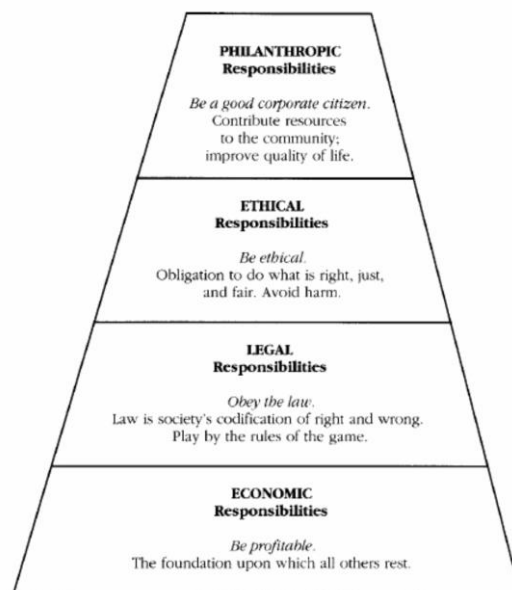 PHILANTHROPIC
Responsibilities
Be a good corporate citizen.
Contribute resources
to the community;
improve quality of life.
ETHICAL
Responsibilities
Be ethical.
Obligation to do what is right, just,
and fair. Avoid harm.
LEGAL
Responsibilities
Obey the law.
Law is society's codification of right and wrong.
Play by the rules of the game.
ECONOMIC
Responsibilities
Be profitable.
The foundation upon which all others rest.